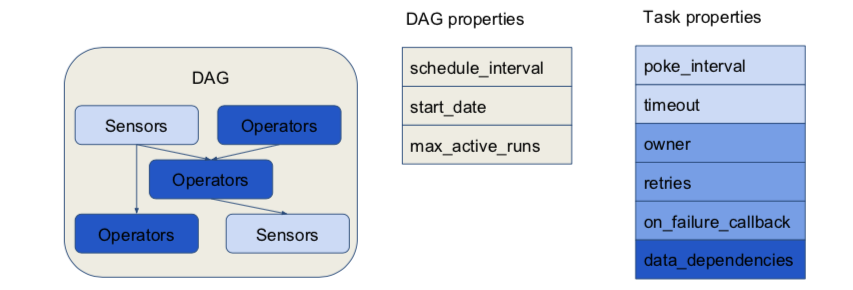 DAG
Sensors
Operators
Operators
Operators
Sensors
DAG properties
schedule_interval
start_date
max_active_runs
Task properties
poke_interval
timeout
owner
retries
on_failure_callback
data_dependencies